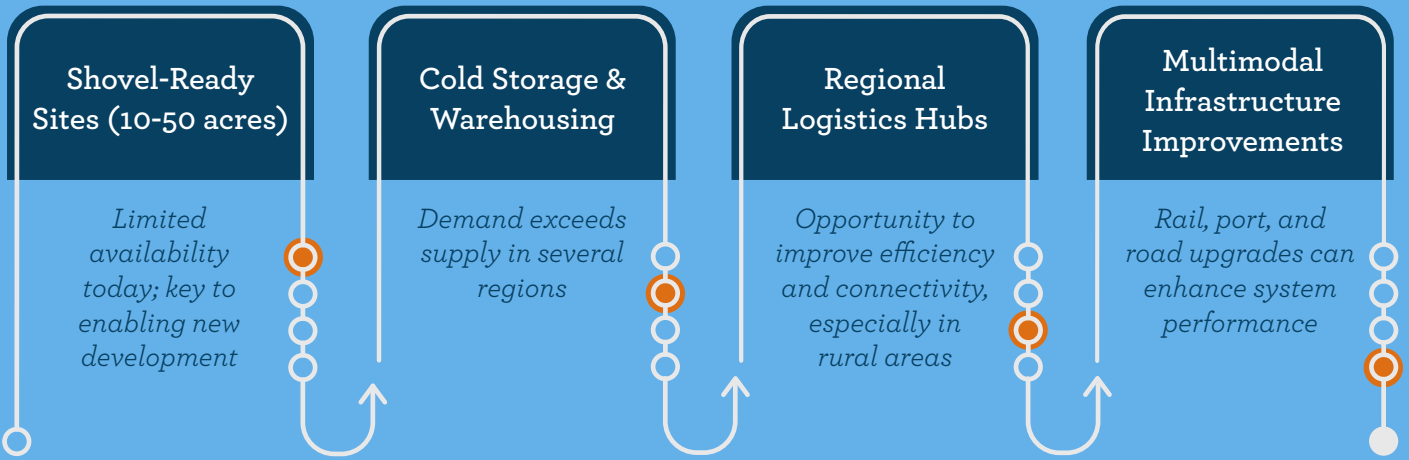 Shovel-Ready
Sites (10-50 acres)
Limited
availability
today; key to
enabling new
development
Cold Storage &
Warehousing
Demand exceeds
supply in several
regions
Regional
Logistics Hubs
Opportunity to
improve efficiency
and connectivity,
especially in
rural areas
Multimodal
Infrastructure
Improvements
Rail, port, and
road upgrades can
enhance system
performance